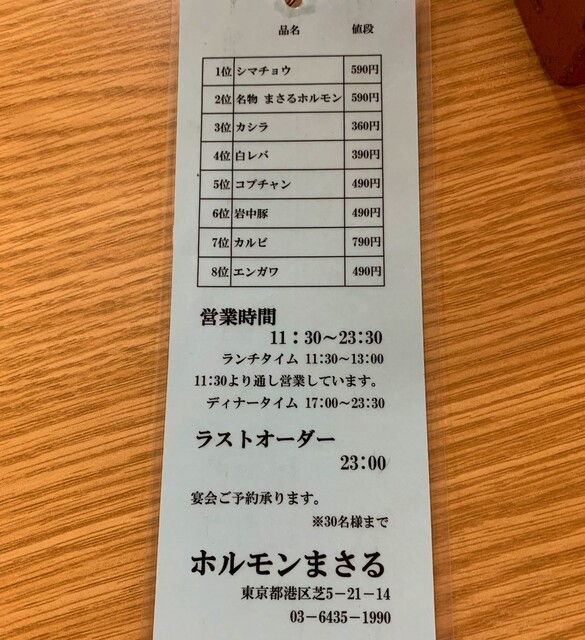 品名 値段
1位 シマチョウ 590円
2位 名物 まさるホルモン 590円
3位 カシラ 360円
4位 白レバ 390円
5位 コプチャン 490円
6位 岩中豚 490円
7位 カルビ 790円
8位 エンガワ 490円
営業時間
11：30～23:30
ランチタイム 11:30～13:00
11:30より通し営業しています。
ディナータイム 17:00～23:30
ラストオーダー
23:00
宴会ご予約承ります。
※30名様まで
ホルモンまさる
東京都港区芝5－21－14
03－6435－1990